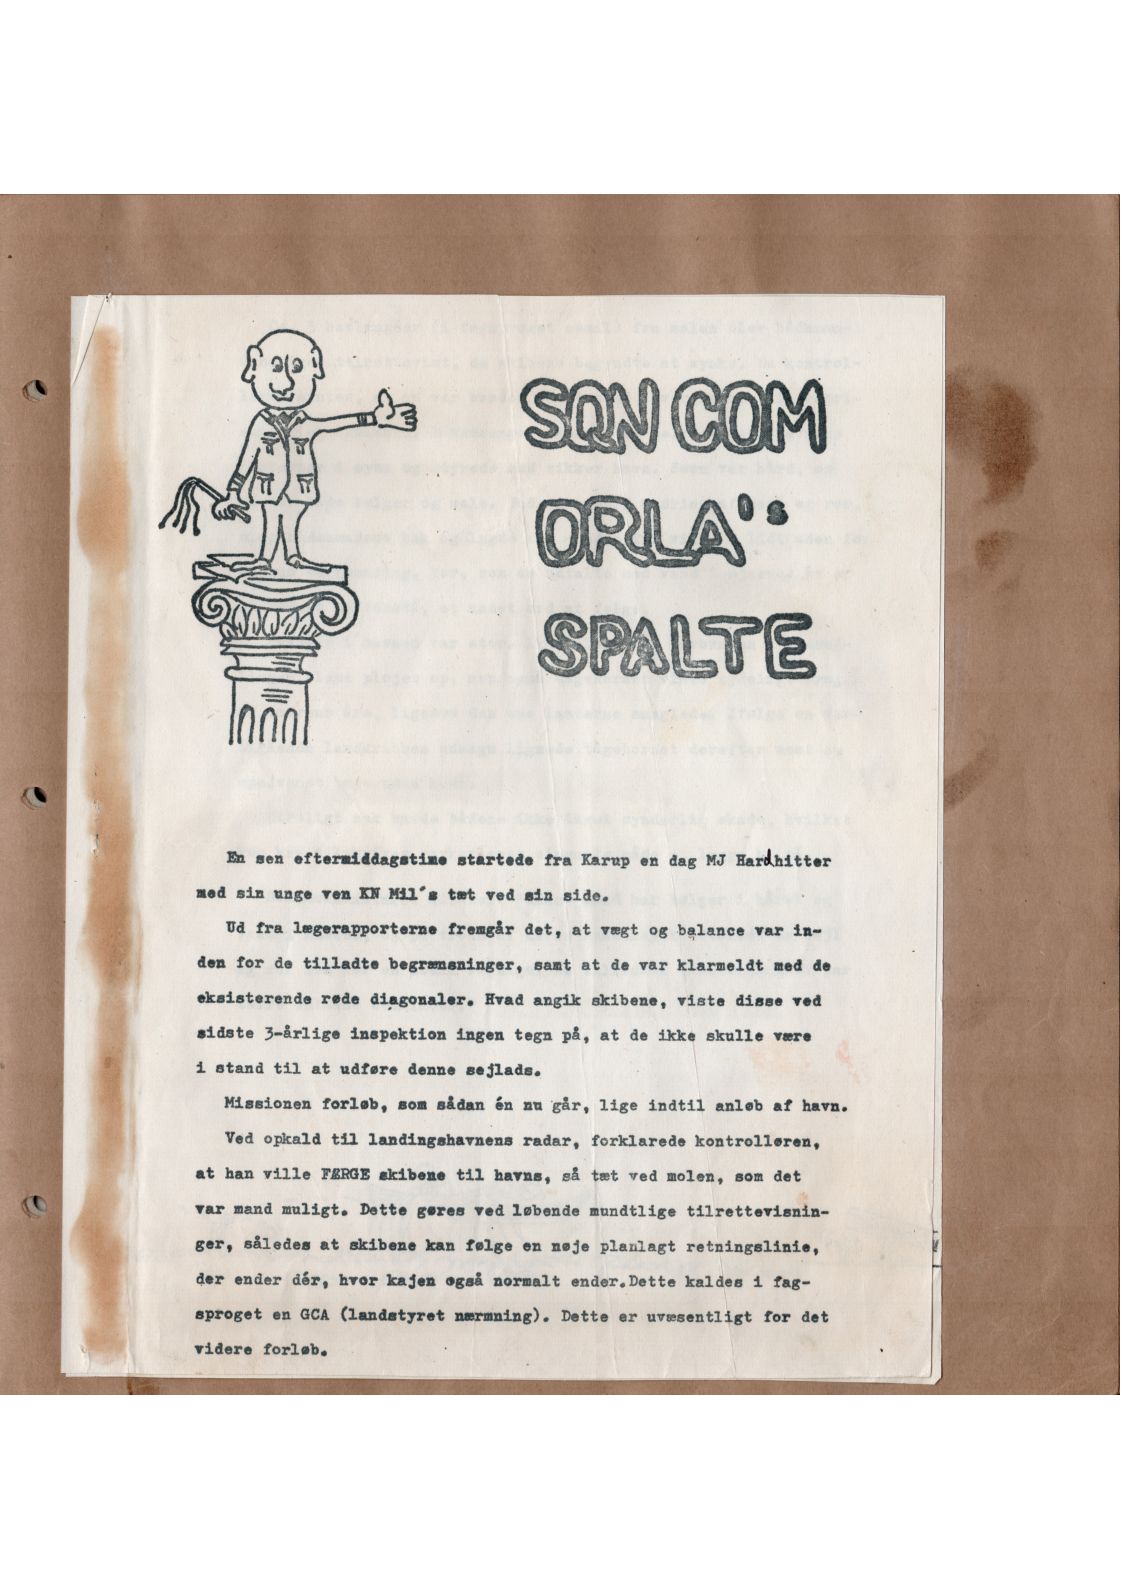 SQN COM
ORLA's
SPALTE
En sen eftermiddagstime startede fra Karup en dag MJ Hardhitter
med sin unge ven KN Mil's tæt ved sin side.
Ud fra lægerapporterne fremgår det, at vægt og balance var in-
den for de tilladte begrænsninger, samt at de var klarmeldt med de
eksisterende røde diagonaler. Hvad angik skibene, viste disse ved
sidste 3-årlige inspektion ingen tegn på, at de ikke skulle være
i stand til at udføre denne sejlads.
Missionen forløb, som sådan én nu går, lige indtil anløb af havn.
Ved opkald til landingshavnens radar, forklarede kontrolløren,
at han ville FÆRGE skibene til havns, så tæt ved molen, som det
var mand muligt. Dette gøres ved løbende mundtlige tilrettevisnin-
ger, således at skibene kan følge en nøje planlagt retningslinie,
der ender dér, hvor kajen også normalt ender.Dette kaldes i fag-
sproget en GCA (landstyret nærmning). Dette er uvæsentligt for det
videre forløb.